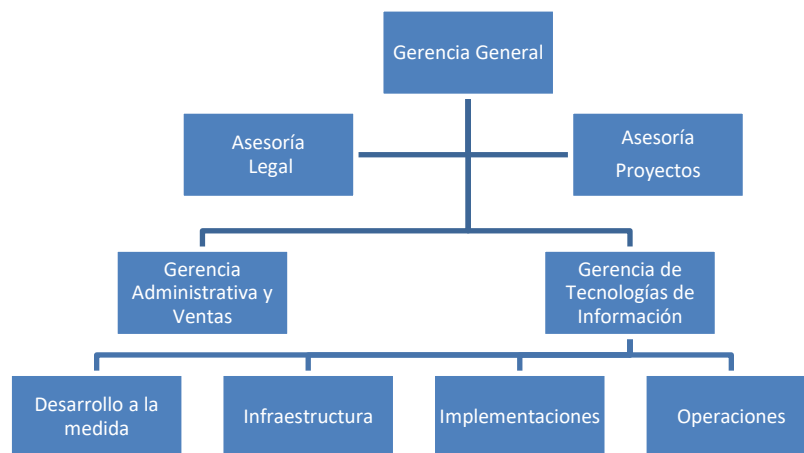 Gerencia General
Asesoría
Legal
Asesoría
Proyectos
Gerencia
Administrativa y
Ventas
Gerencia de
Tecnologías de
Información
Desarrollo a la
medida
Infraestructura
Implementaciones
Operaciones